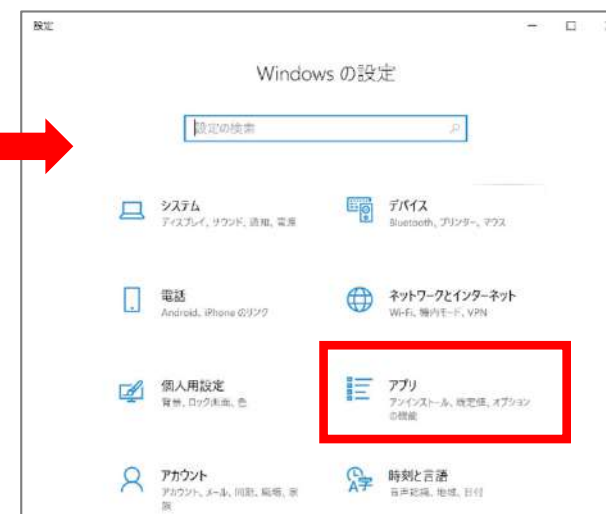 設定
Windows の設定
設定の検索
システム
ディスプレイ、サウンド、通知、電源
デバイス
Bluetooth、プリンター、マウス
電話
Android、iPhone のリンク
ネットワークとインターネット
Wi-Fi、機内モード、VPN
個人用設定
背景、ロック画面、色
アプリ
アンインストール、既定値、オプション
の機能
アカウント
アカウント、メール、同期、職場、家
族
時刻と言語
音声認識、地域、日付